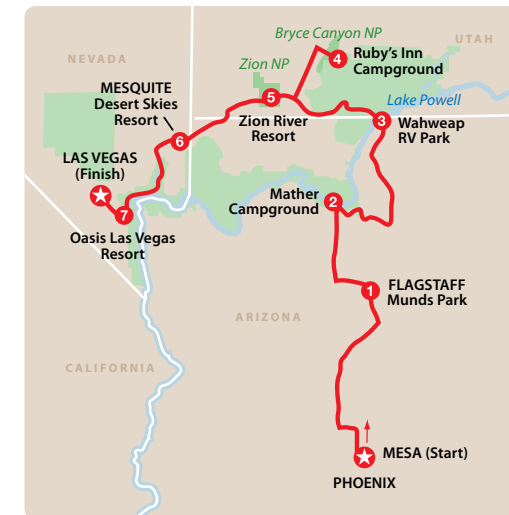 Bryce Canyon NP
UTAH
NEVADA
4
Ruby's Inn
Campground
Zion NP
MESQUITE
Desert Skies
Resort
5
Lake Powell
Zion River
Resort
3
Wahweap
RV Park
6
LAS VEGAS
(Finish)
7
Mather
Campground
2
Oasis Las Vegas
Resort
1
FLAGSTAFF
Munds Park
ARIZONA
CALIFORNIA
MESA (Start)
PHOENIX